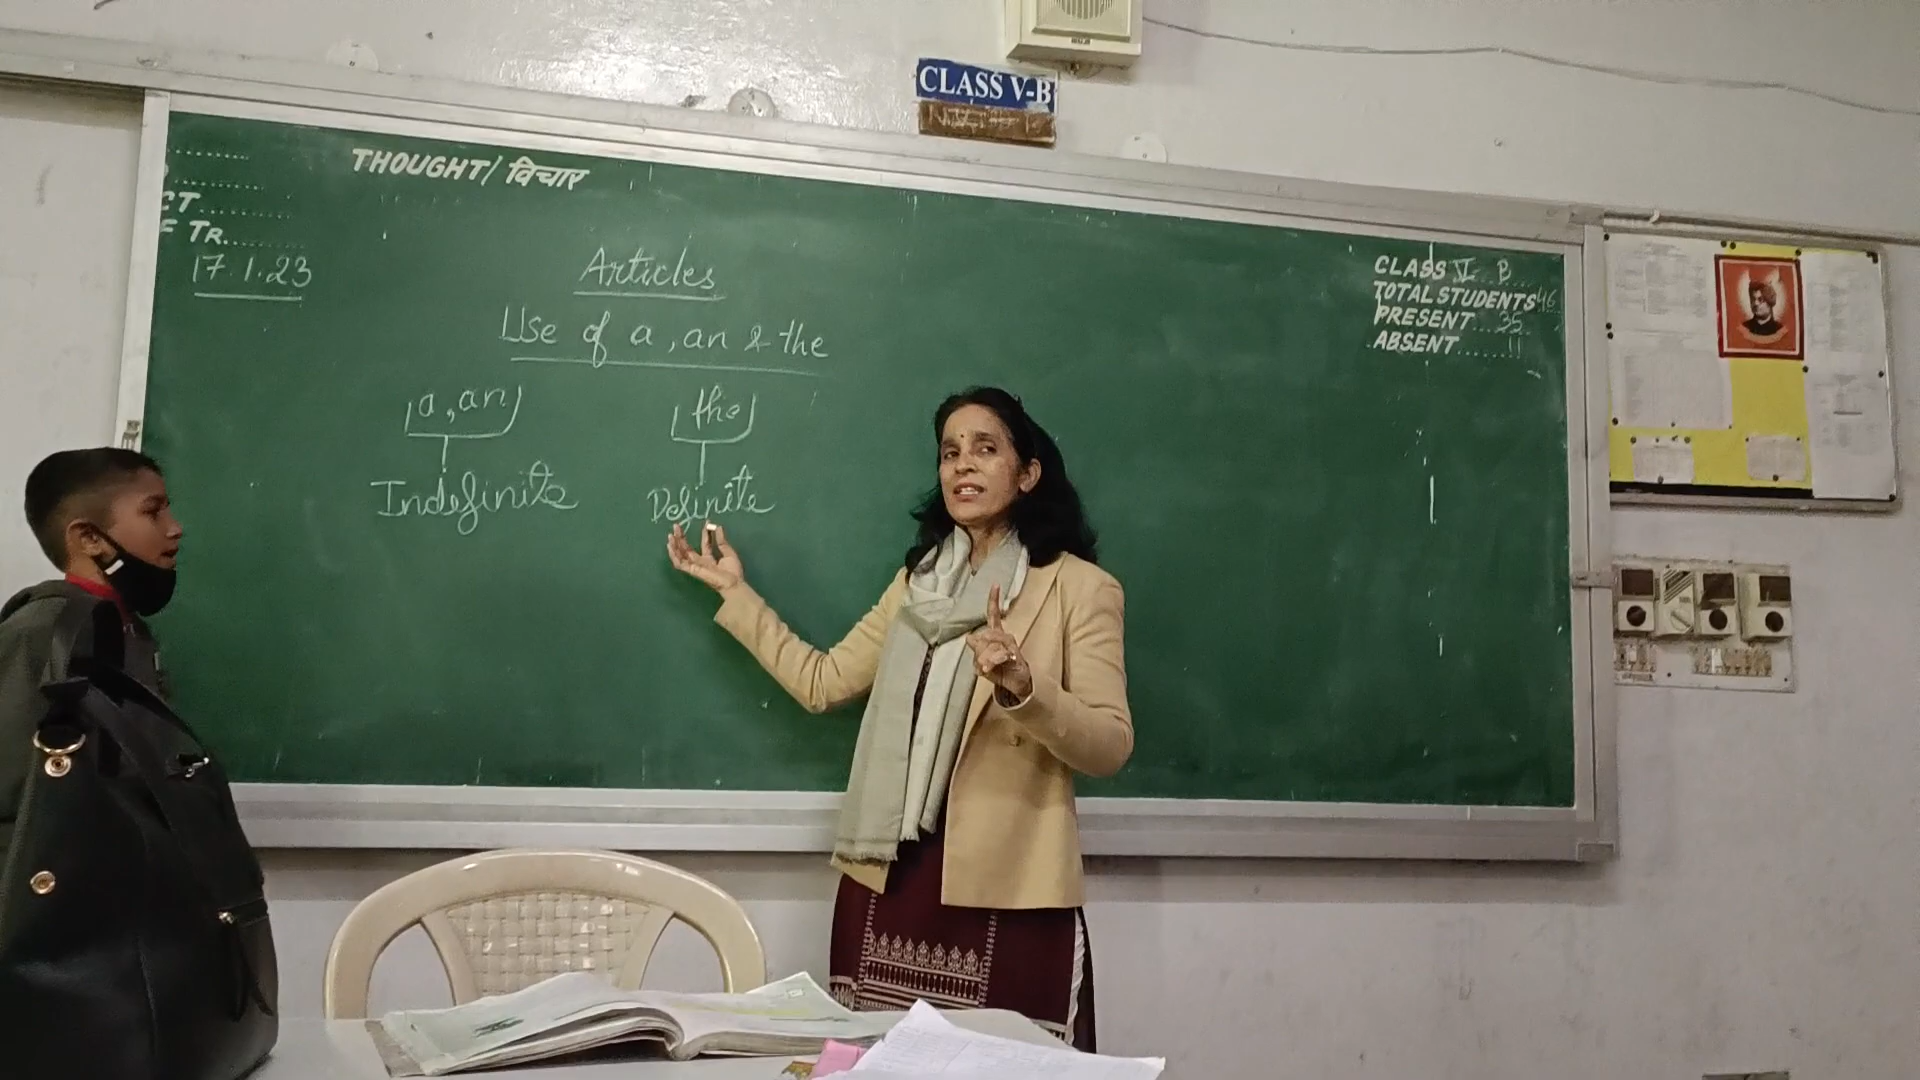 CLASS V-B
THOUGHT/ विचार
CT........
TR........
17.1.23
Articles
Use of a, an & the
a, an
the
Indefinite
Definite
CLASS V B
TOTAL STUDENTS 46
PRESENT 35
ABSENT 11